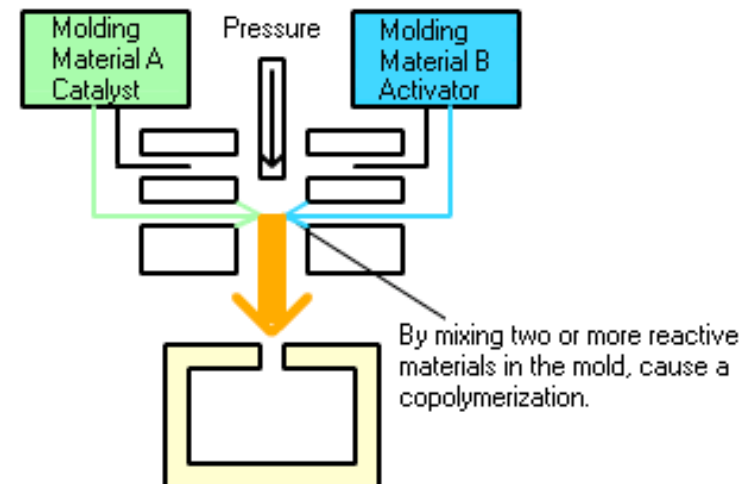 Molding
Material A
Catalyst
Pressure
Molding
Material B
Activator
By mixing two or more reactive
materials in the mold, cause a
copolymerization.